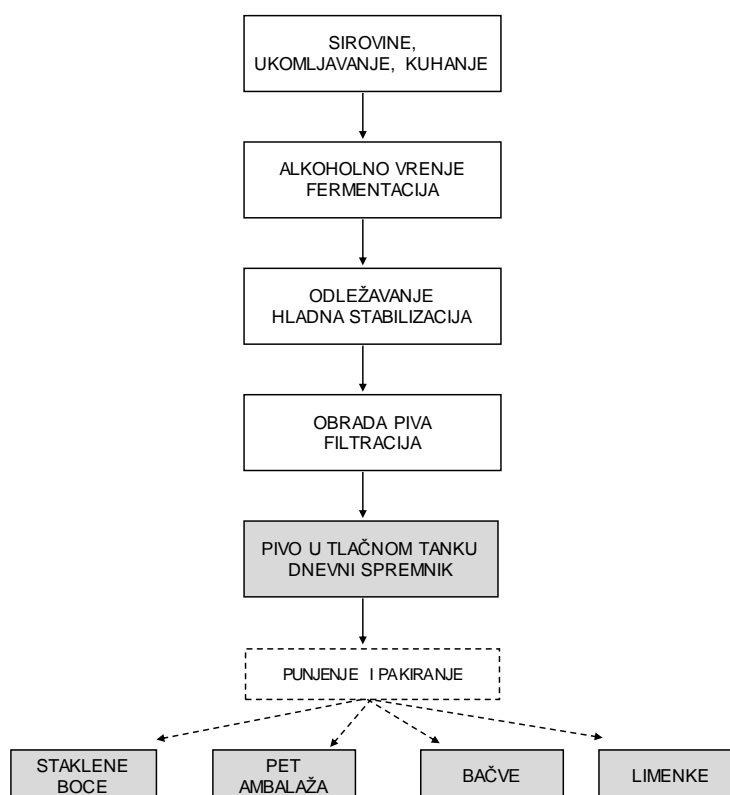 SIROVINE,
UKOMLJAVANJE, KUHANJE
ALKOHOLNO VRENJE
FERMENTACIJA
ODLEŽAVANJE
HLADNA STABILIZACIJA
OBRADA PIVA
FILTRACIJA
PIVO U TLAČNOM TANKU
DNEVNI SPREMNIK
PUNJENJE I PAKIRANJE
STAKLENE
BOCE
PET
AMBALAŽA
BAČVE
LIMENKE